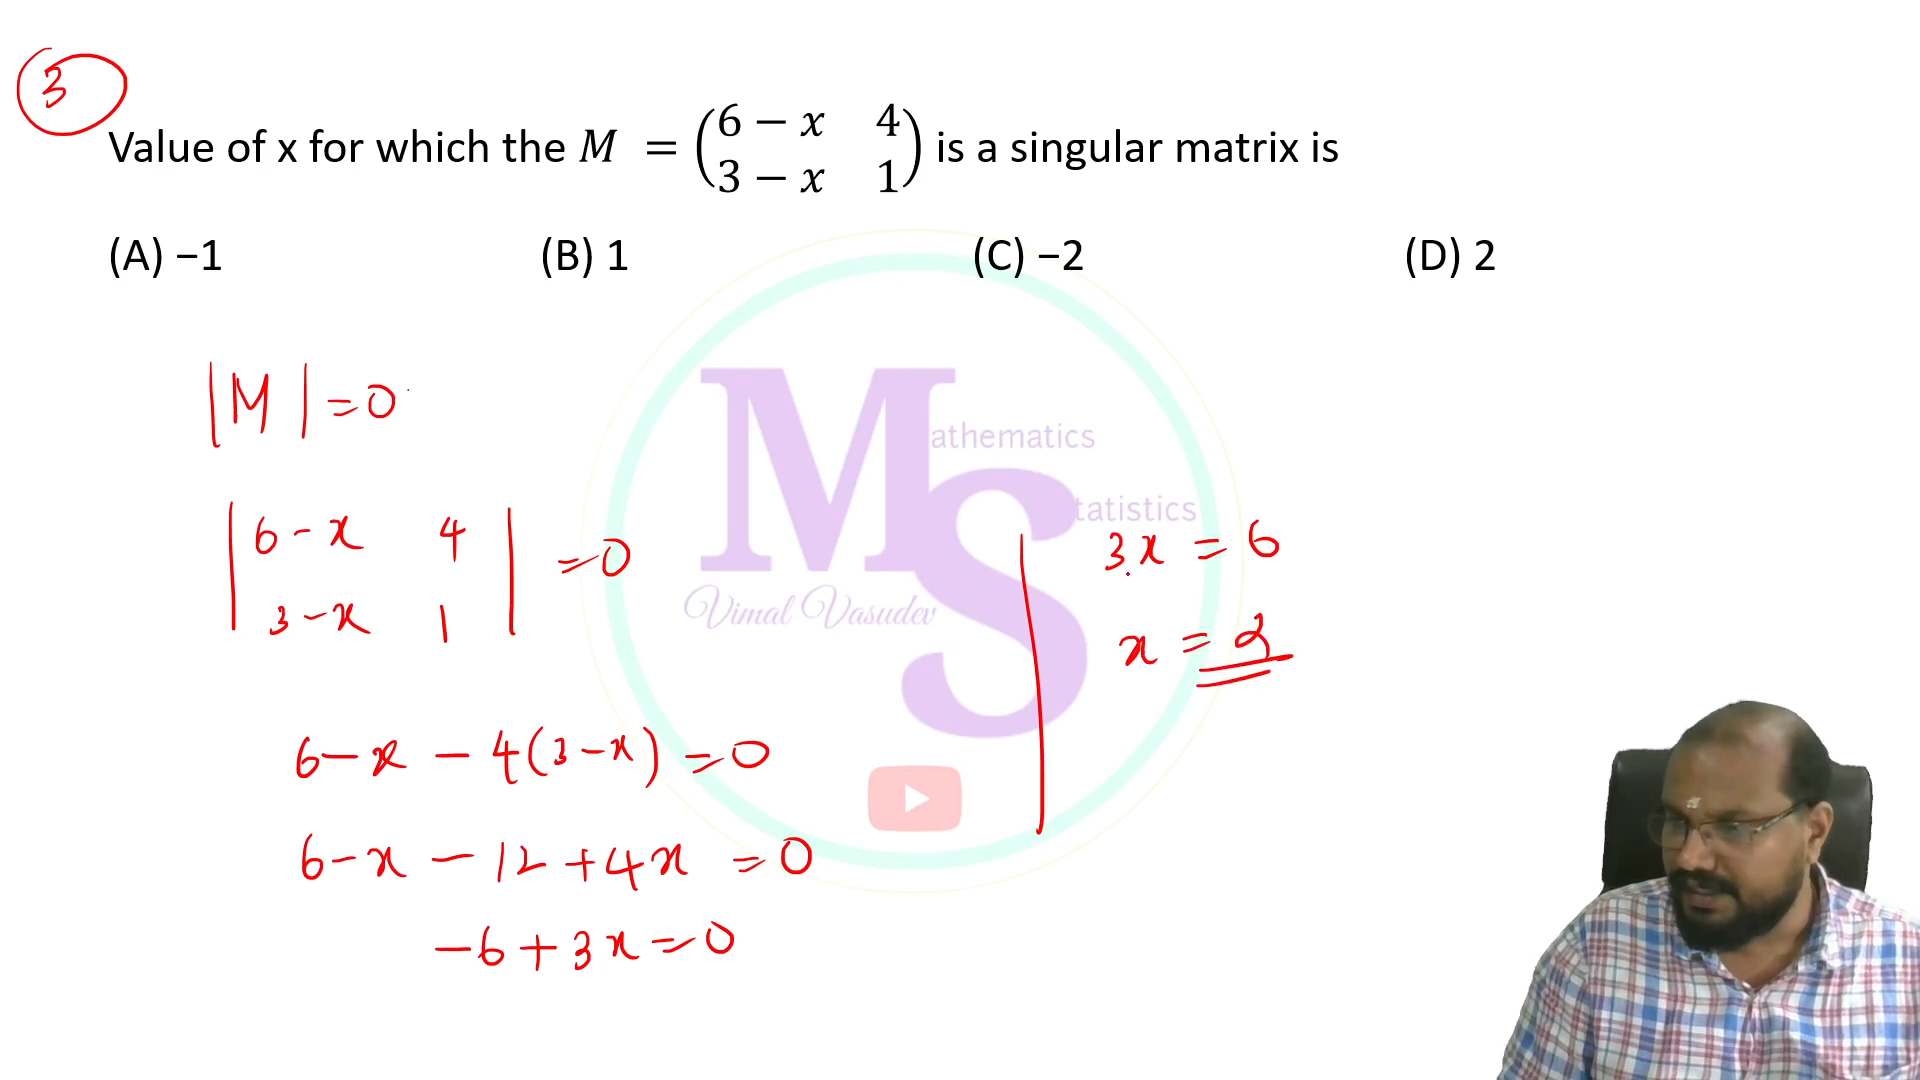 3
Value of x for which the M = (6 − x 4
3 − x 1) is a singular matrix is
(A) −1 (B) 1 (C) −2 (D) 2
|M| = 0
|6 - x 4
3 - x 1| = 0
6 - x - 4(3 - x) = 0
6 - x - 12 + 4x = 0
-6 + 3x = 0
3x = 6
x = 2
Mathematics
Statistics
Vimal Vasudev